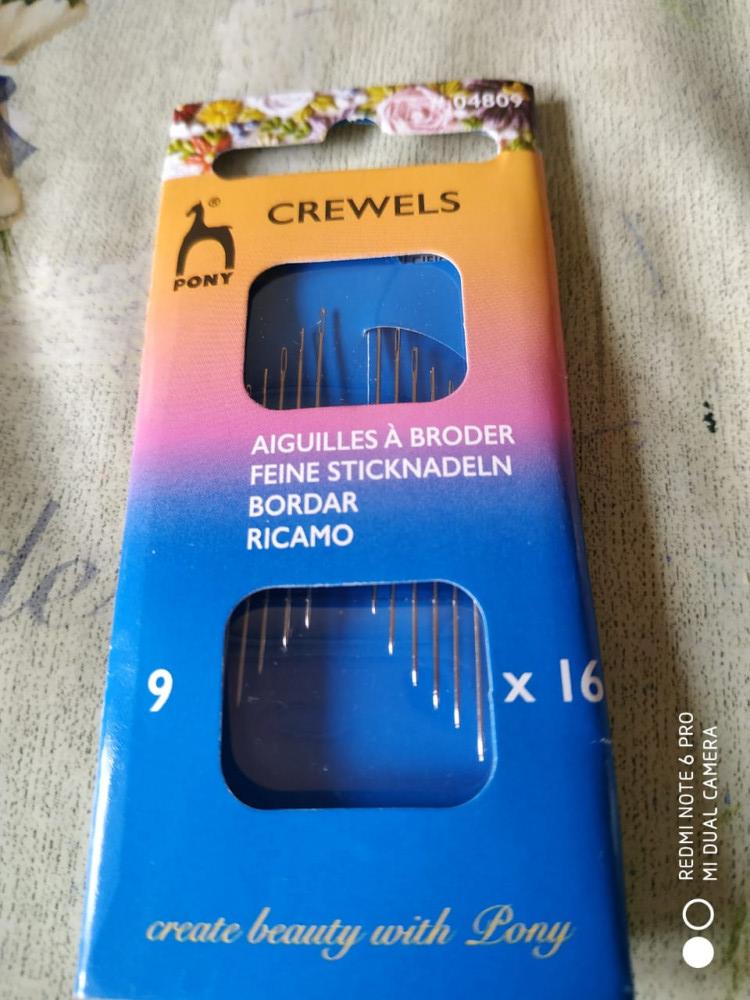 04809
CREWELS
PONY
AIGUILLES À BRODER
FEINE STICKNADELN
BORDAR
RICAMO
9 x 16
create beauty with Pony
REDMI NOTE 6 PRO
MI DUAL CAMERA